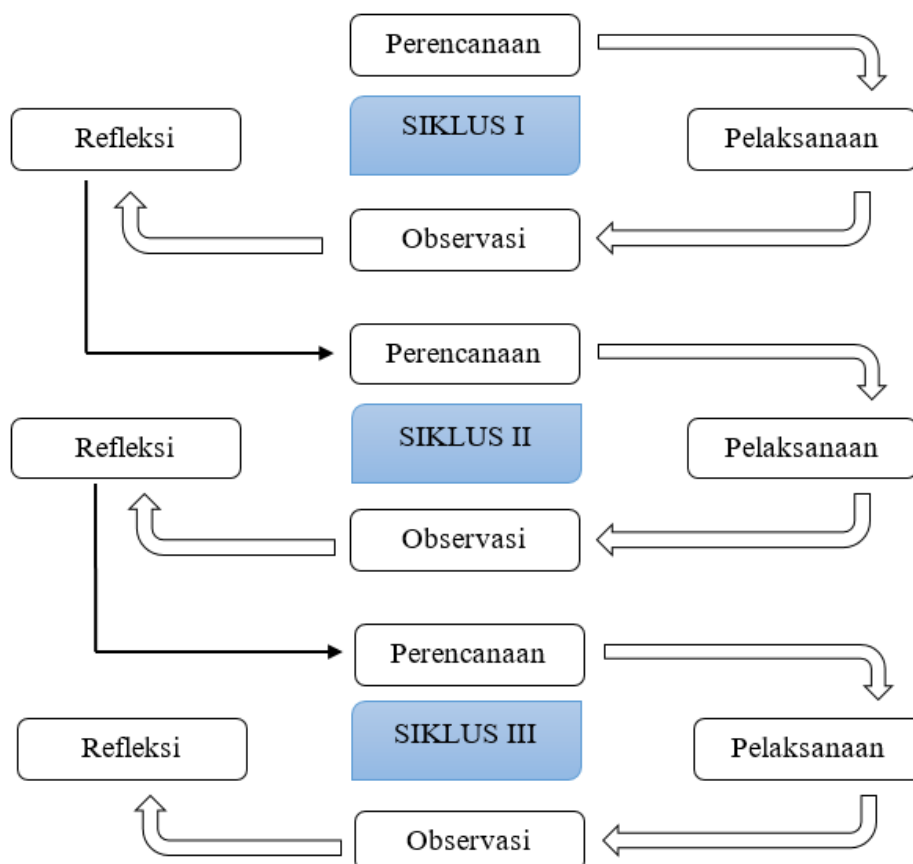 Perencanaan
SIKLUS I
Refleksi
Pelaksanaan
Observasi
Perencanaan
SIKLUS II
Refleksi
Pelaksanaan
Observasi
Perencanaan
SIKLUS III
Refleksi
Pelaksanaan
Observasi